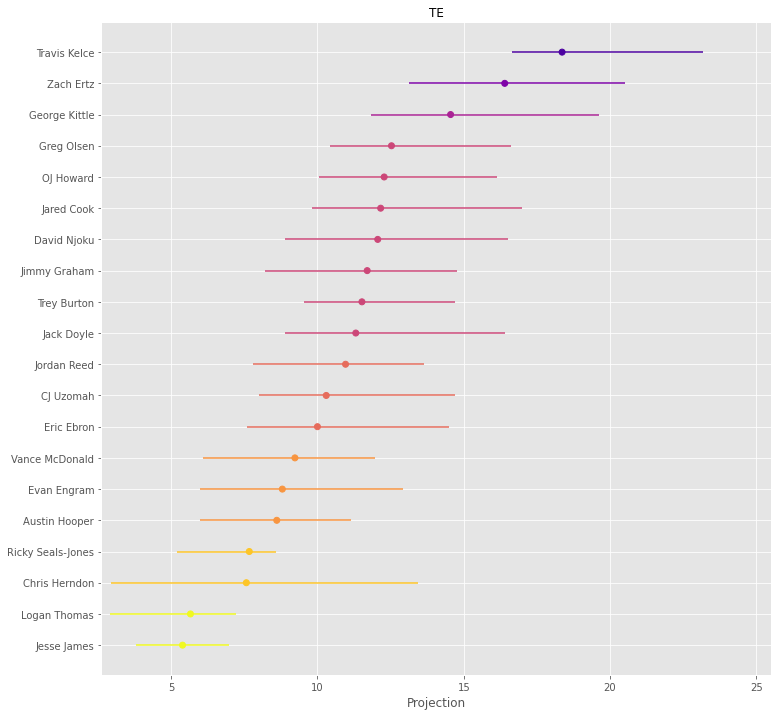 TE
Travis Kelce
Zach Ertz
George Kittle
Greg Olsen
OJ Howard
Jared Cook
David Njoku
Jimmy Graham
Trey Burton
Jack Doyle
Jordan Reed
CJ Uzomah
Eric Ebron
Vance McDonald
Evan Engram
Austin Hooper
Ricky Seals-Jones
Chris Herndon
Logan Thomas
Jesse James
5 10 15 20 25
Projection